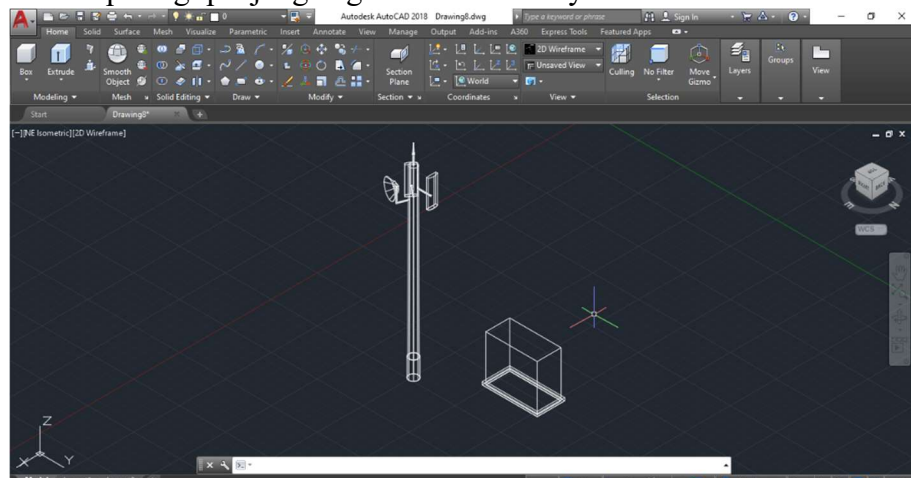 Autodesk AutoCAD 2018 Drawing8.dwg
Type a keyword or phrase
Sign In
Home Solid Surface Mesh Visualize Parametric Insert Annotate View Manage Output Add-ins A360 Express Tools Featured Apps
2D Wireframe
Unsaved View
World
Box Extrude Smooth Object Section Plane Culling No Filter Move Gizmo Layers Groups View
Modeling Mesh Solid Editing Draw Modify Section Coordinates View Selection
Start Drawing8*
[−][NE Isometric][2D Wireframe]
WCS
Z
X Y